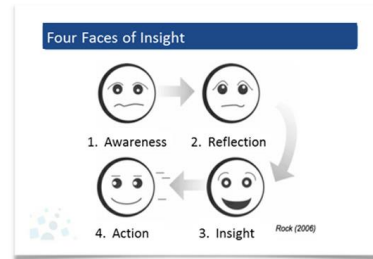 Four Faces of Insight
1. Awareness
2. Reflection
4. Action
3. Insight
Rock (2006)